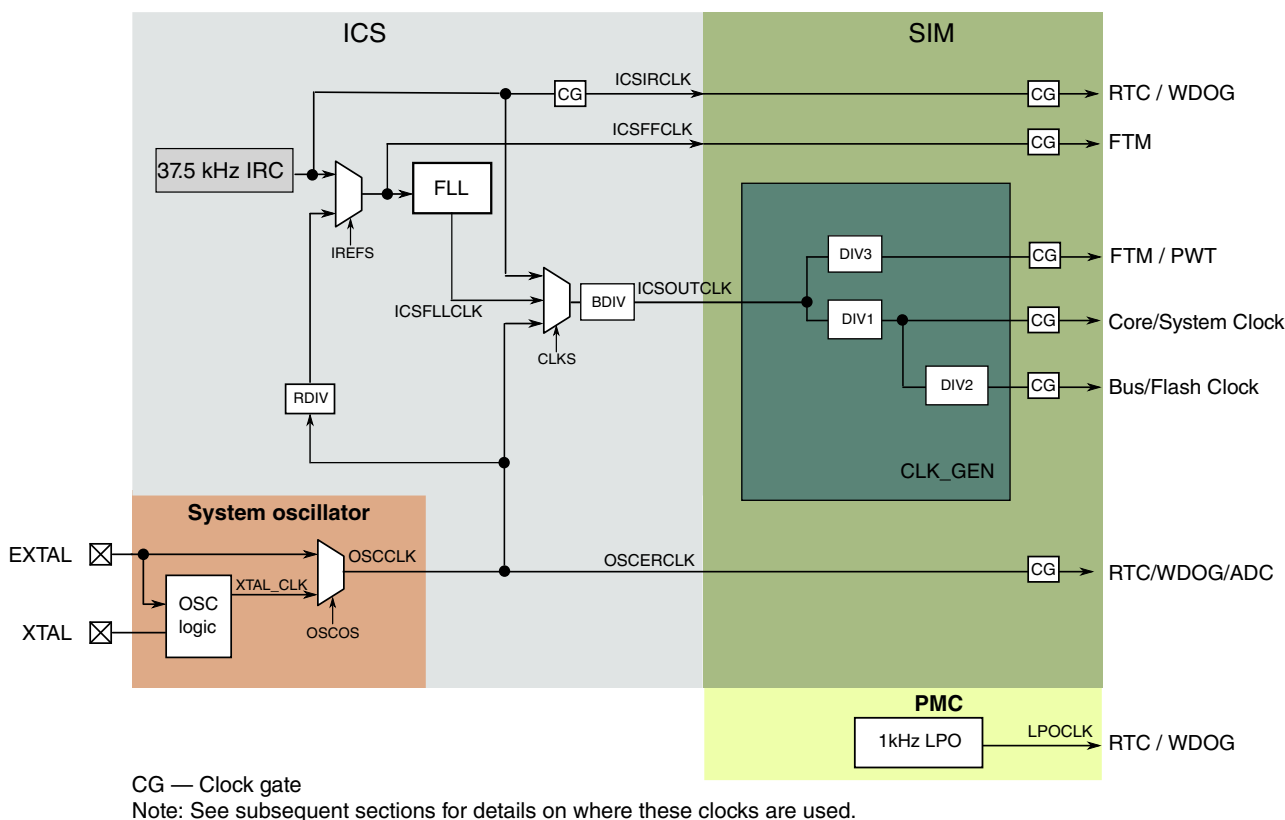 ICS
SIM
ICSIRCLK
CG
CG
RTC / WDOG
ICSFFCLK
CG
FTM
37.5 kHz IRC
FLL
IREFS
DIV3
CG
FTM / PWT
ICSFLLCLK
BDIV
ICSOUTCLK
DIV1
CG
Core/System Clock
CLKS
RDIV
DIV2
CG
Bus/Flash Clock
CLK_GEN
System oscillator
EXTAL
OSCCLK
OSCERCLK
CG
RTC/WDOG/ADC
XTAL_CLK
OSC
logic
XTAL
OSCOS
PMC
1kHz LPO
LPOCLK
RTC / WDOG
CG — Clock gate
Note: See subsequent sections for details on where these clocks are used.